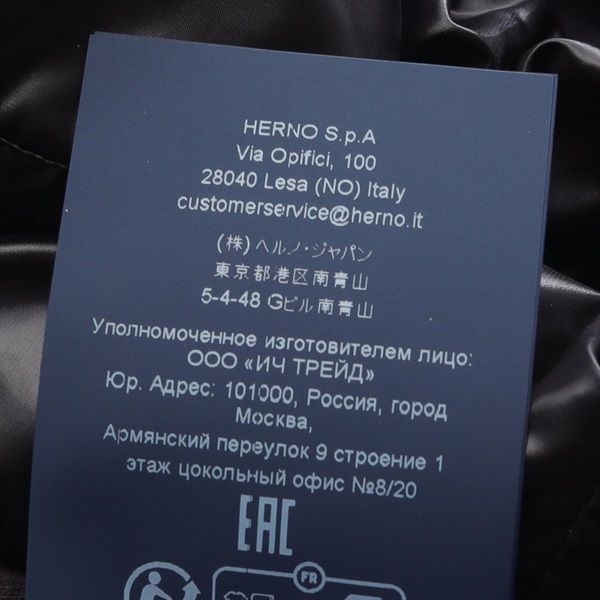 HERNO S.p.A
Via Opifici, 100
28040 Lesa (NO) Italy
customerservice@herno.it
(株) ヘルノ・ジャパン
東京都港区南青山
5-4-48 Gビル南青山
Уполномоченное изготовителем лицо:
ООО «ИЧ ТРЕЙД»
Юр. Адрес: 101000, Россия, город
Москва,
Армянский переулок 9 строение 1
этаж цокольный офис №8/20
EAC
FR